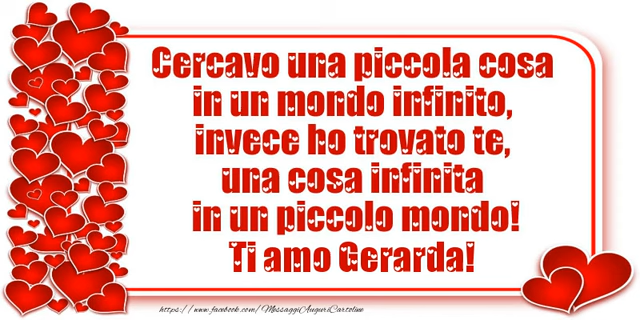 Cercavo una piccola cosa
in un mondo infinito,
invece ho trovato te,
una cosa infinita
in un piccolo mondo!
Ti amo Gerarda!
https://www.facebook.com/MessaggiAuguriCartoline